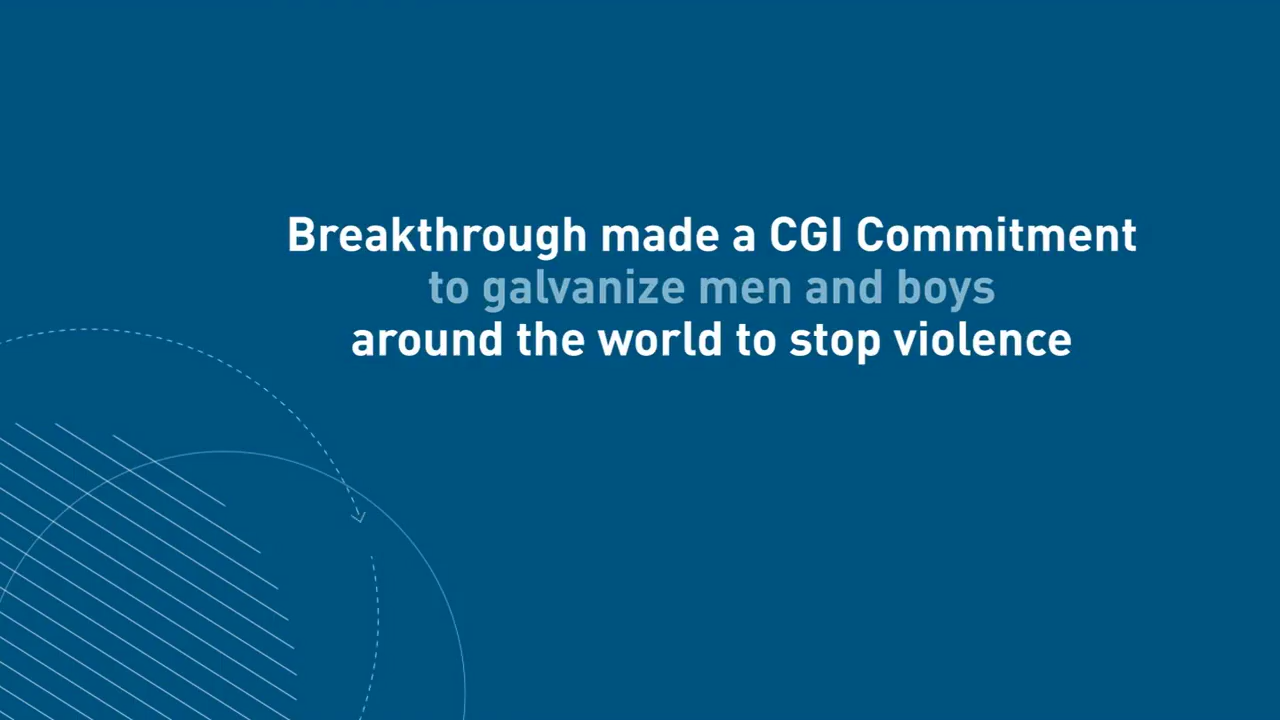 Breakthrough made a CGI Commitment
to galvanize men and boys
around the world to stop violence